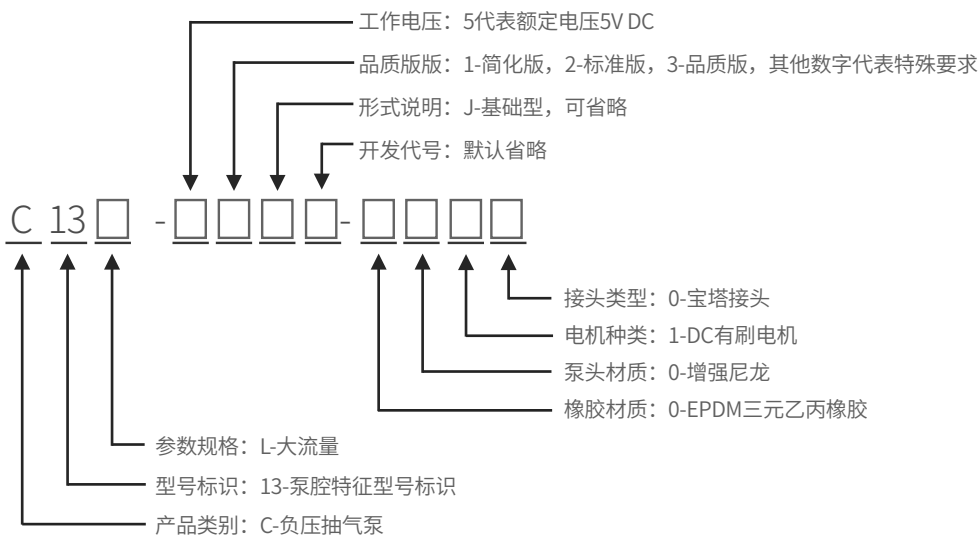 工作电压：5代表额定电压5V DC
品质版版：1-简化版，2-标准版，3-品质版，其他数字代表特殊要求
形式说明：J-基础型，可省略
开发代号：默认省略
C 13□ -□□□□-□□□□
接头类型：0-宝塔接头
电机种类：1-DC有刷电机
泵头材质：0-增强尼龙
橡胶材质：0-EPDM三元乙丙橡胶
参数规格：L-大流量
型号标识：13-泵腔特征型号标识
产品类别：C-负压抽气泵